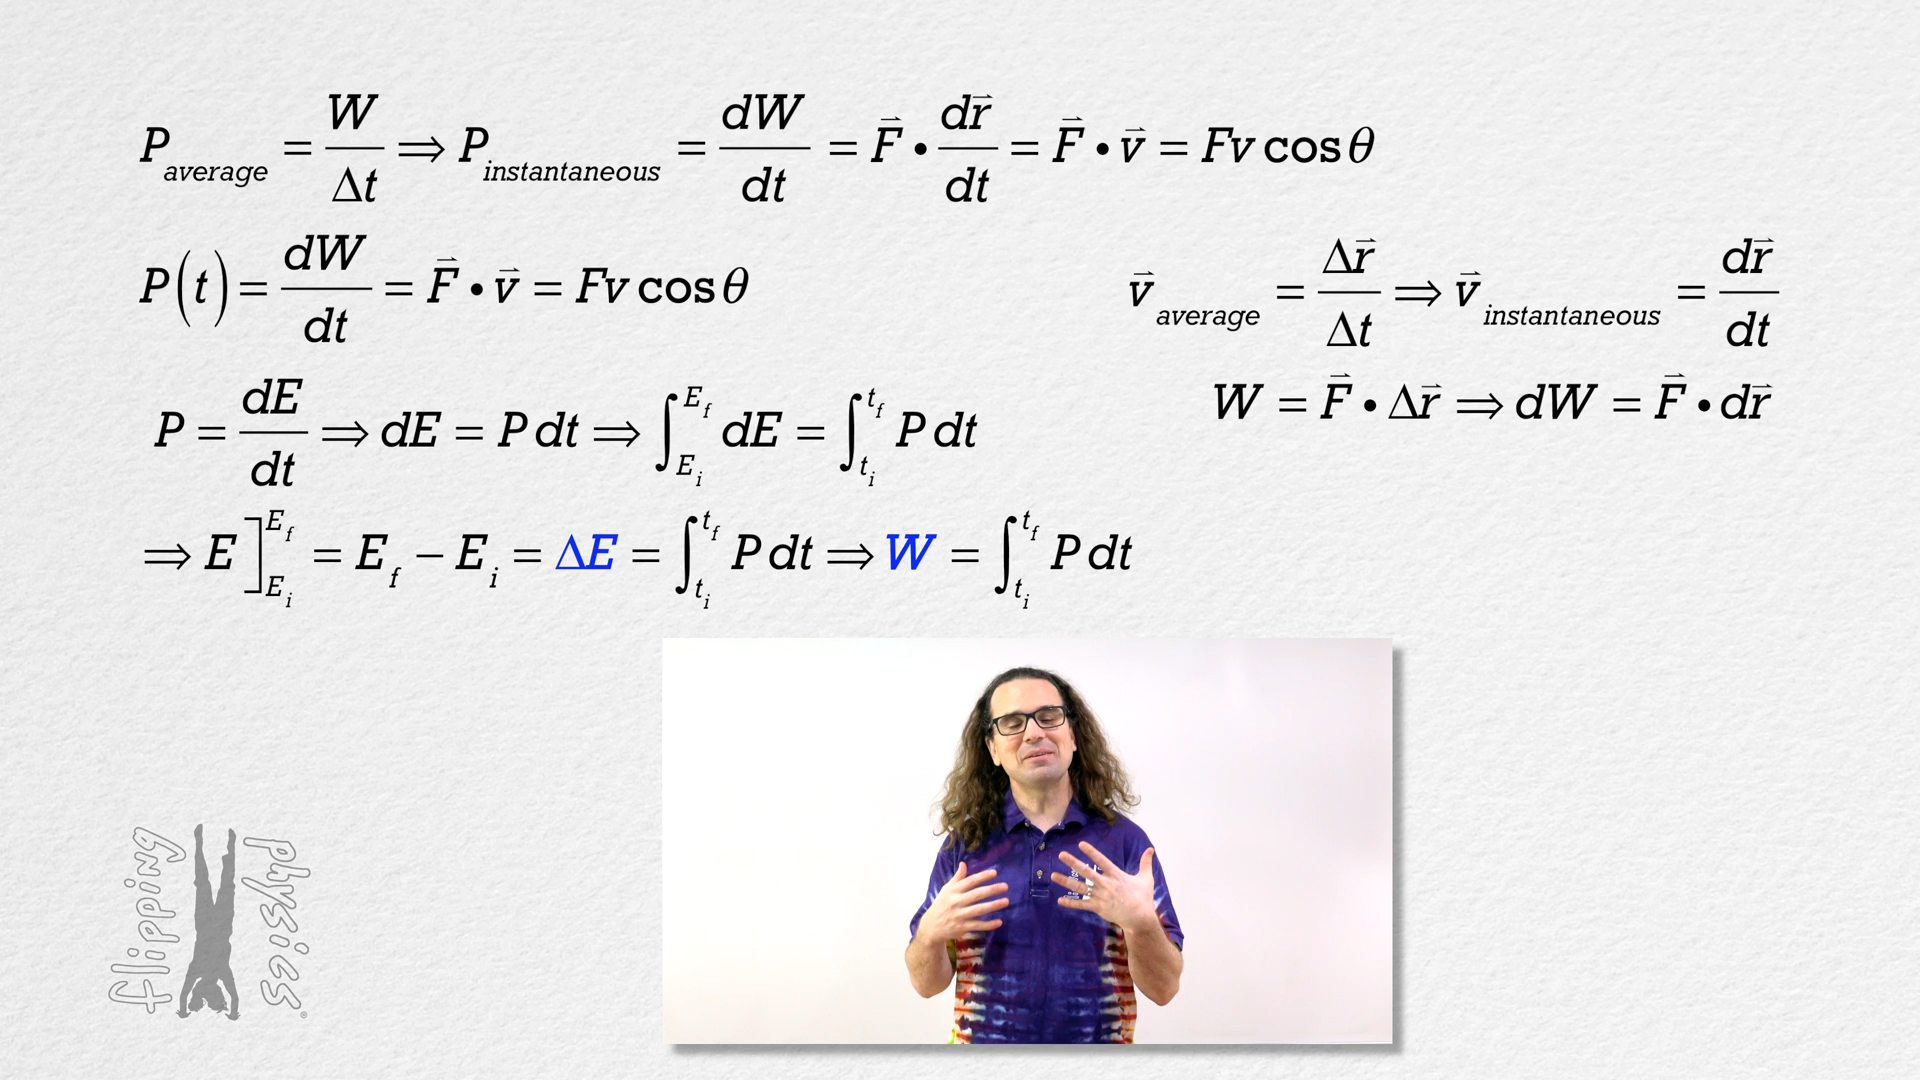 P_average = W/Δt ⇒ P_instantaneous = dW/dt = F⃗ • dr⃗/dt = F⃗ • v⃗ = Fv cos θ
P(t) = dW/dt = F⃗ • v⃗ = Fv cos θ
v⃗_average = Δr⃗/Δt ⇒ v⃗_instantaneous = dr⃗/dt
W = F⃗ • Δr⃗ ⇒ dW = F⃗ • dr⃗
P = dE/dt ⇒ dE = P dt ⇒ ∫_{E_i}^{E_f} dE = ∫_{t_i}^{t_f} P dt
⇒ E]_{E_i}^{E_f} = E_f − E_i = ΔE = ∫_{t_i}^{t_f} P dt ⇒ W = ∫_{t_i}^{t_f} P dt
flipping
physics
®